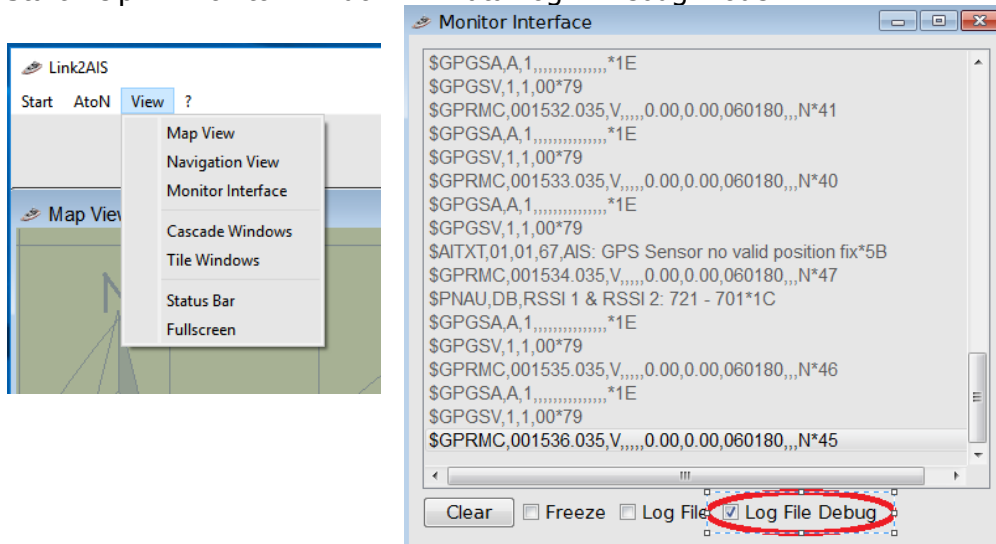 Link2AIS
Start AtoN View ?
Map View
Navigation View
Monitor Interface
Cascade Windows
Tile Windows
Status Bar
Fullscreen
Map View
N
Monitor Interface
$GPGSA,A,1,,,,,,,,,,,,,,,*1E
$GPGSV,1,1,00*79
$GPRMC,001532.035,V,,,,,0.00,0.00,060180,,,N*41
$GPGSA,A,1,,,,,,,,,,,,,,,*1E
$GPGSV,1,1,00*79
$GPRMC,001533.035,V,,,,,0.00,0.00,060180,,,N*40
$GPGSA,A,1,,,,,,,,,,,,,,,*1E
$GPGSV,1,1,00*79
$AITXT,01,01,67,AIS: GPS Sensor no valid position fix*5B
$GPRMC,001534.035,V,,,,,0.00,0.00,060180,,,N*47
$PNAU,DB,RSSI 1 & RSSI 2: 721 - 701*1C
$GPGSA,A,1,,,,,,,,,,,,,,,*1E
$GPGSV,1,1,00*79
$GPRMC,001535.035,V,,,,,0.00,0.00,060180,,,N*46
$GPGSA,A,1,,,,,,,,,,,,,,,*1E
$GPGSV,1,1,00*79
$GPRMC,001536.035,V,,,,,0.00,0.00,060180,,,N*45
Clear Freeze Log File Log File Debug